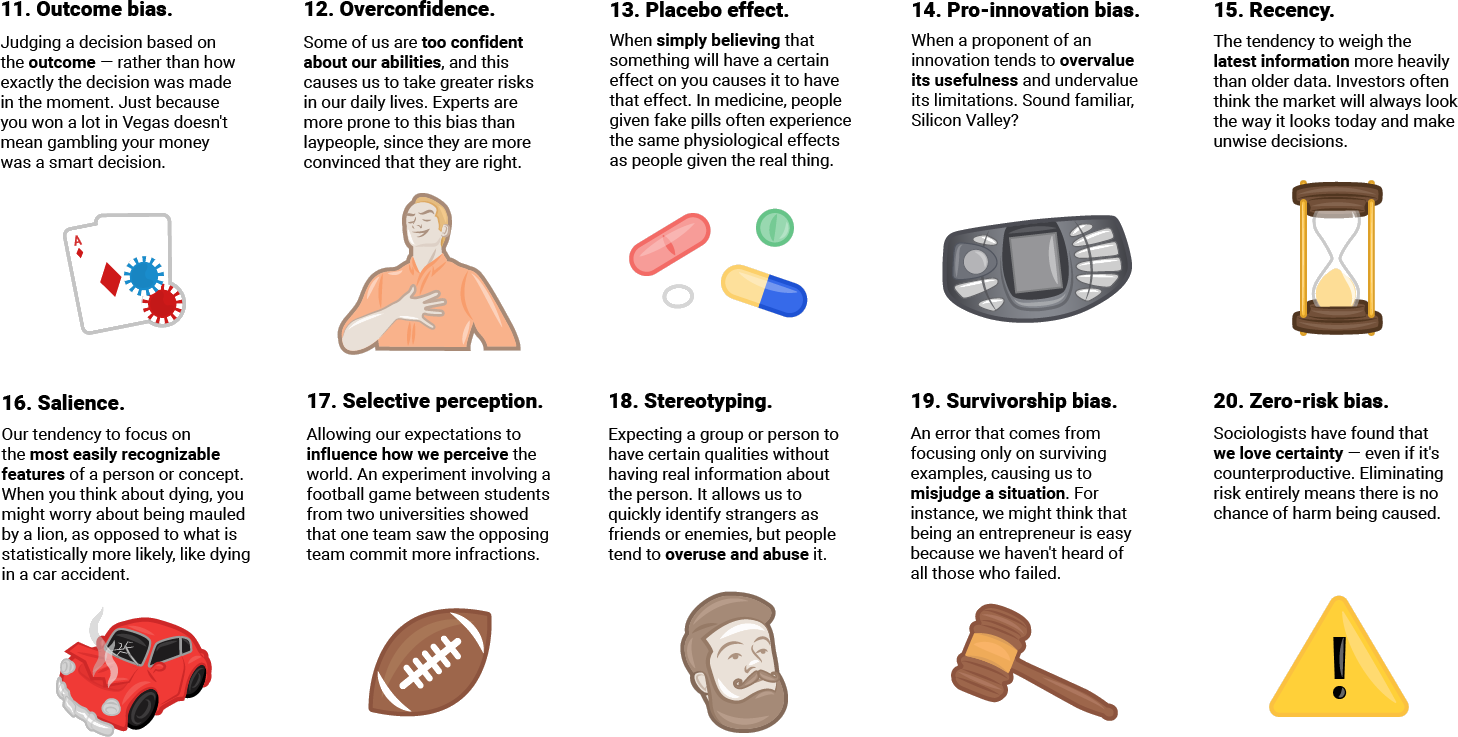 11. Outcome bias.
Judging a decision based on
the outcome — rather than how
exactly the decision was made
in the moment. Just because
you won a lot in Vegas doesn't
mean gambling your money
was a smart decision.
12. Overconfidence.
Some of us are too confident
about our abilities, and this
causes us to take greater risks
in our daily lives. Experts are
more prone to this bias than
laypeople, since they are more
convinced that they are right.
13. Placebo effect.
When simply believing that
something will have a certain
effect on you causes it to have
that effect. In medicine, people
given fake pills often experience
the same physiological effects
as people given the real thing.
14. Pro-innovation bias.
When a proponent of an
innovation tends to overvalue
its usefulness and undervalue
its limitations. Sound familiar,
Silicon Valley?
15. Recency.
The tendency to weigh the
latest information more heavily
than older data. Investors often
think the market will always look
the way it looks today and make
unwise decisions.
A
16. Salience.
Our tendency to focus on
the most easily recognizable
features of a person or concept.
When you think about dying, you
might worry about being mauled
by a lion, as opposed to what is
statistically more likely, like dying
in a car accident.
17. Selective perception.
Allowing our expectations to
influence how we perceive the
world. An experiment involving a
football game between students
from two universities showed
that one team saw the opposing
team commit more infractions.
18. Stereotyping.
Expecting a group or person to
have certain qualities without
having real information about
the person. It allows us to
quickly identify strangers as
friends or enemies, but people
tend to overuse and abuse it.
19. Survivorship bias.
An error that comes from
focusing only on surviving
examples, causing us to
misjudge a situation. For
instance, we might think that
being an entrepreneur is easy
because we haven't heard of
all those who failed.
20. Zero-risk bias.
Sociologists have found that
we love certainty — even if it's
counterproductive. Eliminating
risk entirely means there is no
chance of harm being caused.
!